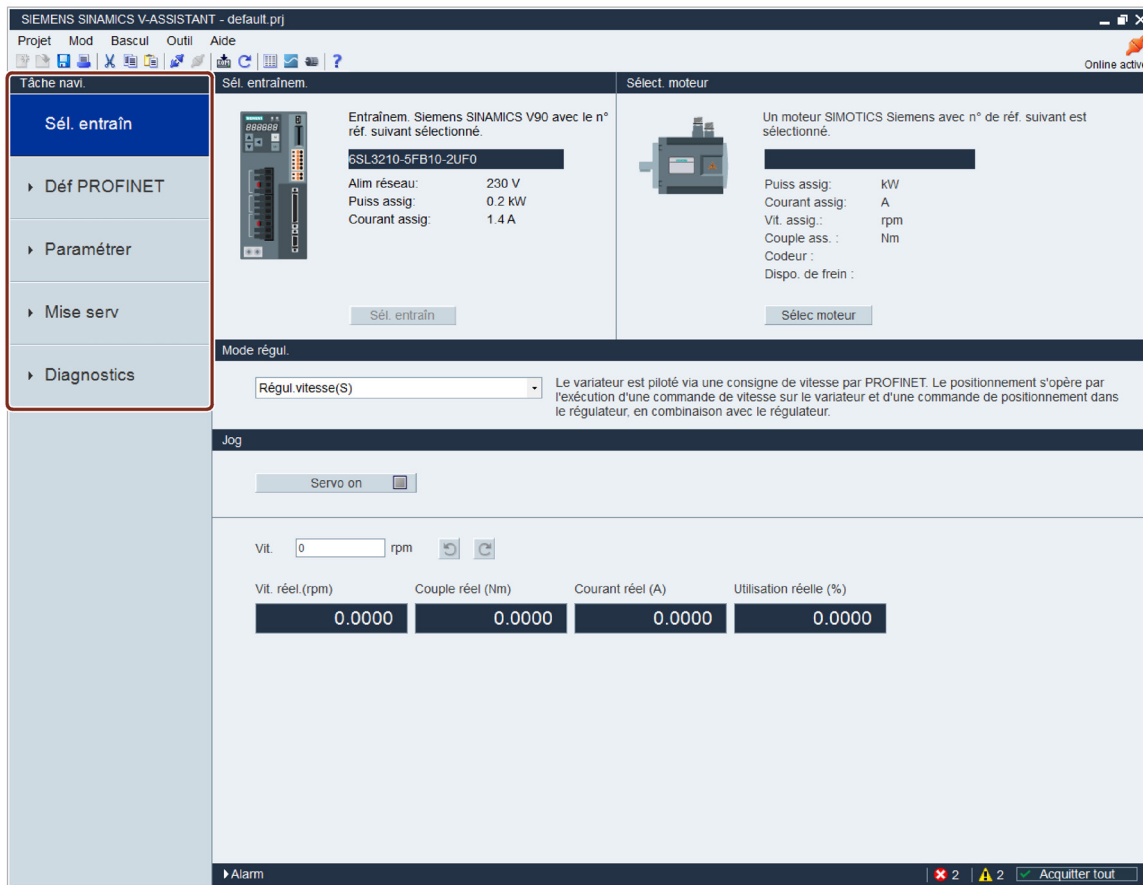 SIEMENS SINAMICS V-ASSISTANT - default.prj
Projet Mod Bascul Outil Aide
Online active
Tâche navi.
Sél. entraîn
Déf PROFINET
Paramétrer
Mise serv
Diagnostics
Sél. entraînem.
Entraînem. Siemens SINAMICS V90 avec le n°
réf. suivant sélectionné.
6SL3210-5FB10-2UF0
Alim réseau: 230 V
Puiss assig: 0.2 kW
Courant assig: 1.4 A
Sél. entraîn
Sélect. moteur
Un moteur SIMOTICS Siemens avec n° de réf. suivant est
sélectionné.
Puiss assig: kW
Courant assig: A
Vit. assig.: rpm
Couple ass. : Nm
Codeur :
Dispo. de frein :
Sélec moteur
Mode régul.
Régul.vitesse(S)
Le variateur est piloté via une consigne de vitesse par PROFINET. Le positionnement s'opère par
l'exécution d'une commande de vitesse sur le variateur et d'une commande de positionnement dans
le régulateur, en combinaison avec le régulateur.
Jog
Servo on
Vit. 0 rpm
Vit. réel.(rpm) Couple réel (Nm) Courant réel (A) Utilisation réelle (%)
0.0000 0.0000 0.0000 0.0000
Alarm
2 2 Acquitter tout